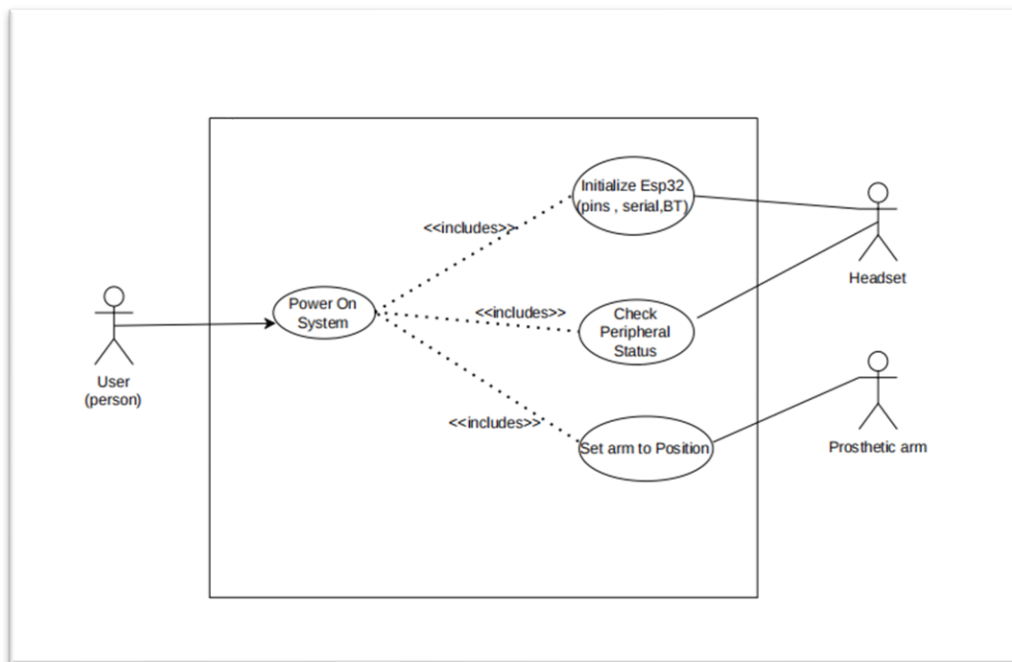 Initialize Esp32
(pins , serial,BT)
<<includes>>
Headset
Power On
System
<<includes>>
Check
Peripheral
Status
User
(person)
<<includes>>
Set arm to Position
Prosthetic arm